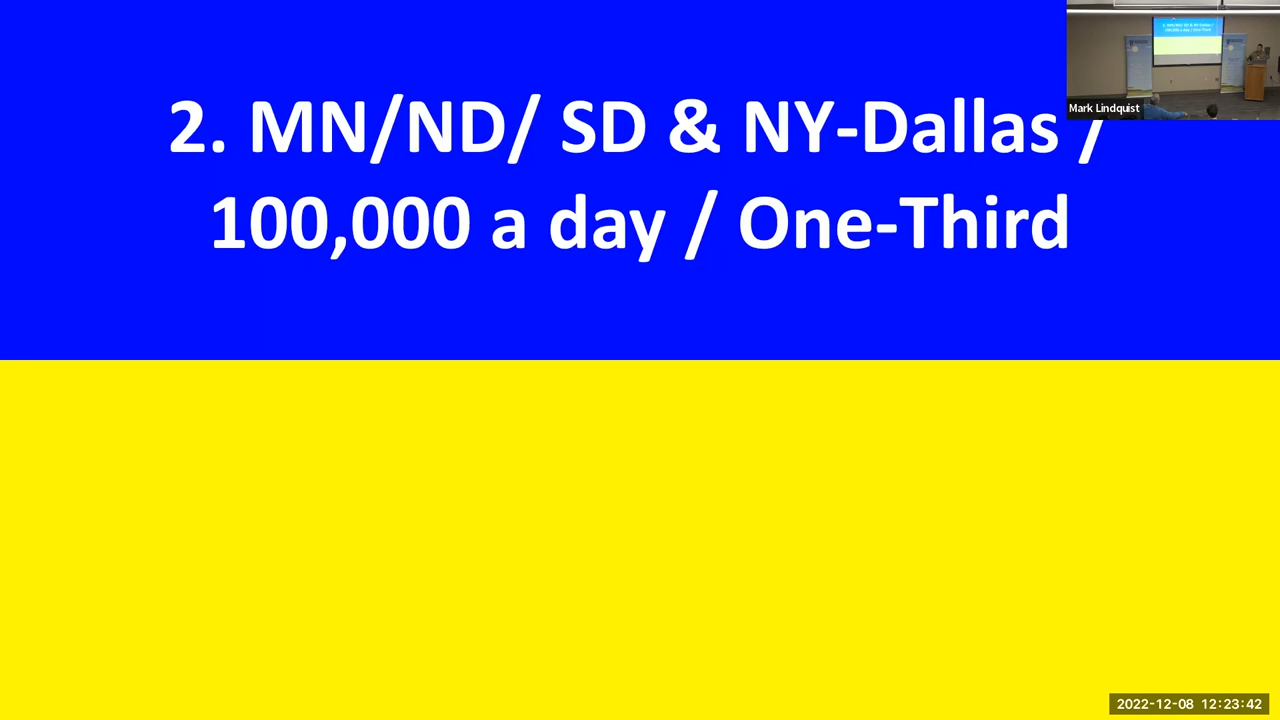 2. MN/ND/ SD & NY-Dallas /
100,000 a day / One-Third
Mark Lindquist
2022-12-08 12:23:42